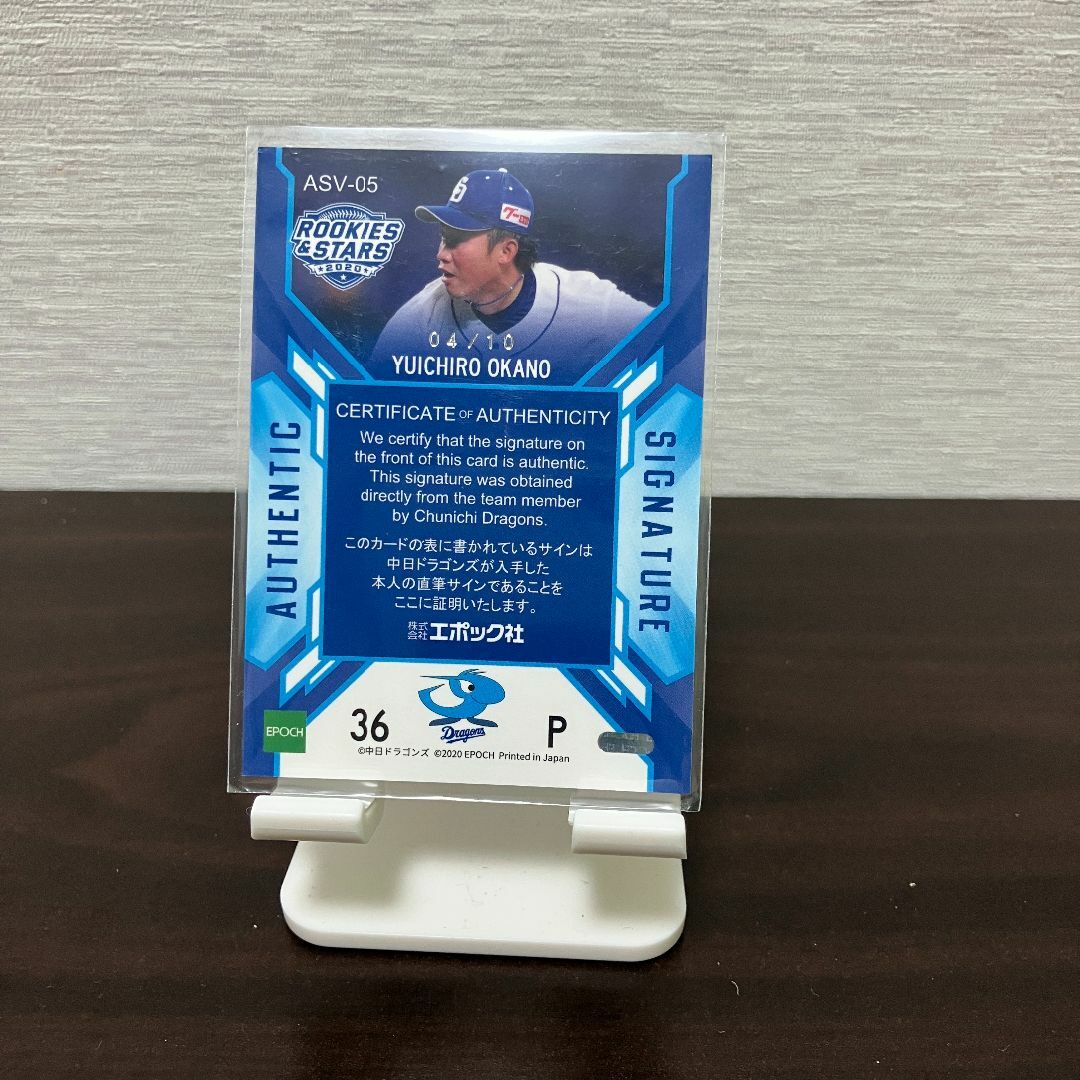 ASV-05
ROOKIES
& STARS
2020
04/10
YUICHIRO OKANO
AUTHENTIC
CERTIFICATE OF AUTHENTICITY
We certify that the signature on
the front of this card is authentic.
This signature was obtained
directly from the team member
by Chunichi Dragons.
このカードの表に書かれているサインは
中日ドラゴンズが入手した
本人の直筆サインであることを
ここに証明いたします。
株式会社 エポック社
SIGNATURE
EPOCH
36
Dragons
P
©中日ドラゴンズ ©2020 EPOCH Printed in Japan